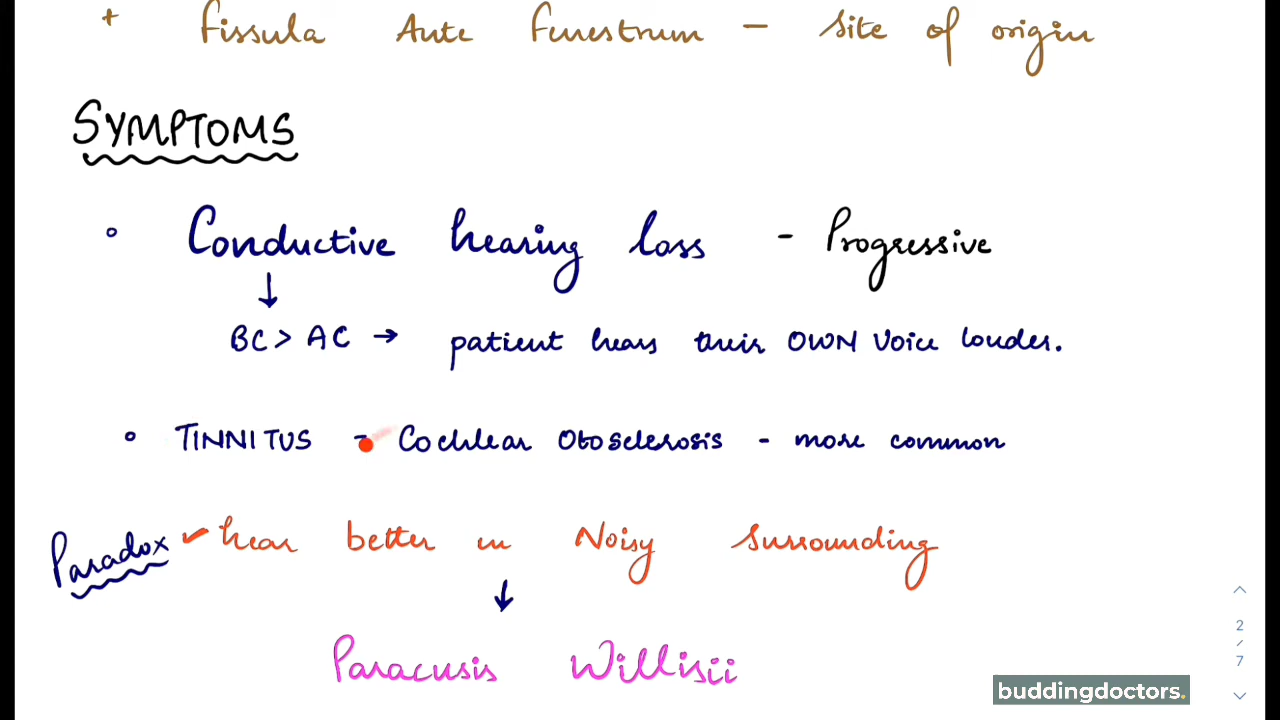 + Fissula Ante Fenestrum - site of origin
SYMPTOMS
Conductive hearing loss - Progressive
BC > AC → patient hears their OWN voice louder.
TINNITUS - Cochlear Otosclerosis - more common
Paradox hear better in Noisy surrounding
Paracusis Willisii
2
/
7
buddingdoctors.